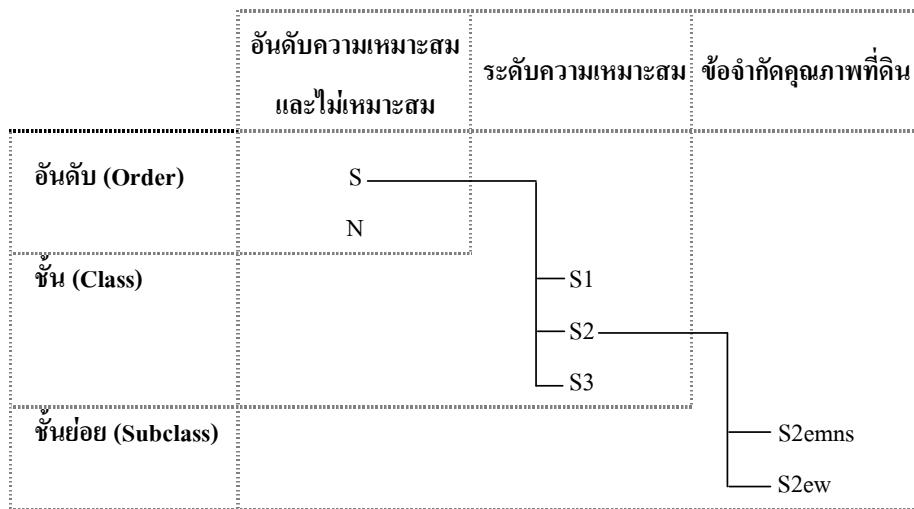 อันดับความเหมาะสม
และไม่เหมาะสม
ระดับความเหมาะสม
ข้อจำกัดคุณภาพที่ดิน
อันดับ (Order)
S
N
ชั้น (Class)
S1
S2
S3
ชั้นย่อย (Subclass)
S2emns
S2ew